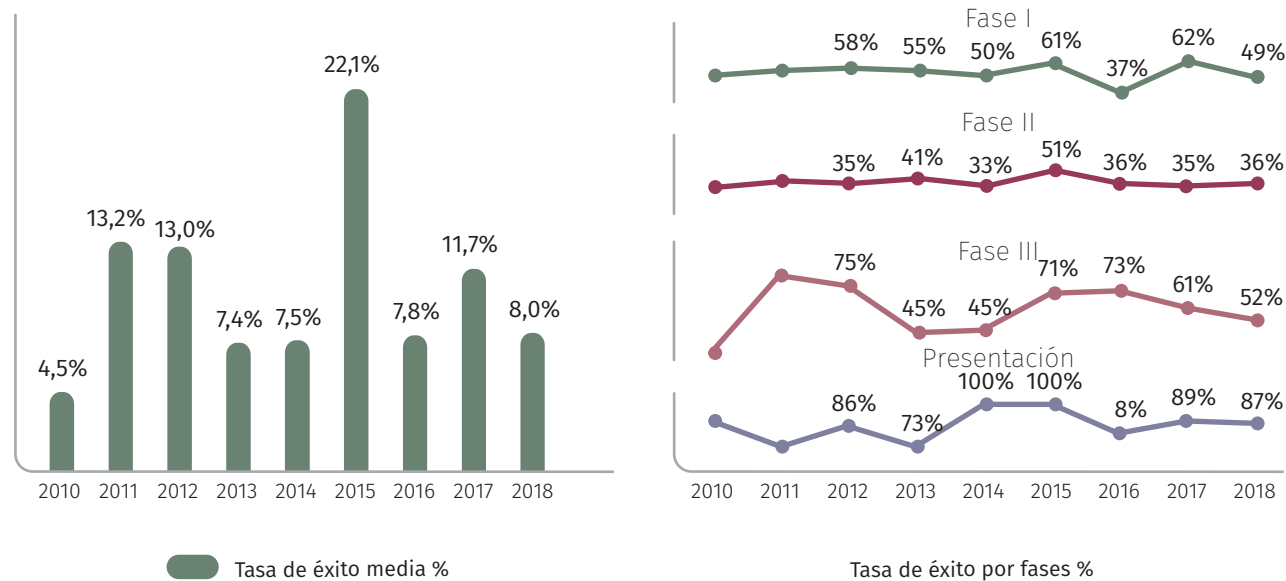 22,1%
13,2%
13,0%
11,7%
7,4%
7,5%
7,8%
8,0%
4,5%
2010 2011 2012 2013 2014 2015 2016 2017 2018
Tasa de éxito media %
Fase I
58% 55% 50% 61% 37% 62% 49%
Fase II
35% 41% 33% 51% 36% 35% 36%
Fase III
75% 45% 45% 71% 73% 61% 52%
Presentación
86% 73% 100% 100% 8% 89% 87%
2010 2011 2012 2013 2014 2015 2016 2017 2018
Tasa de éxito por fases %